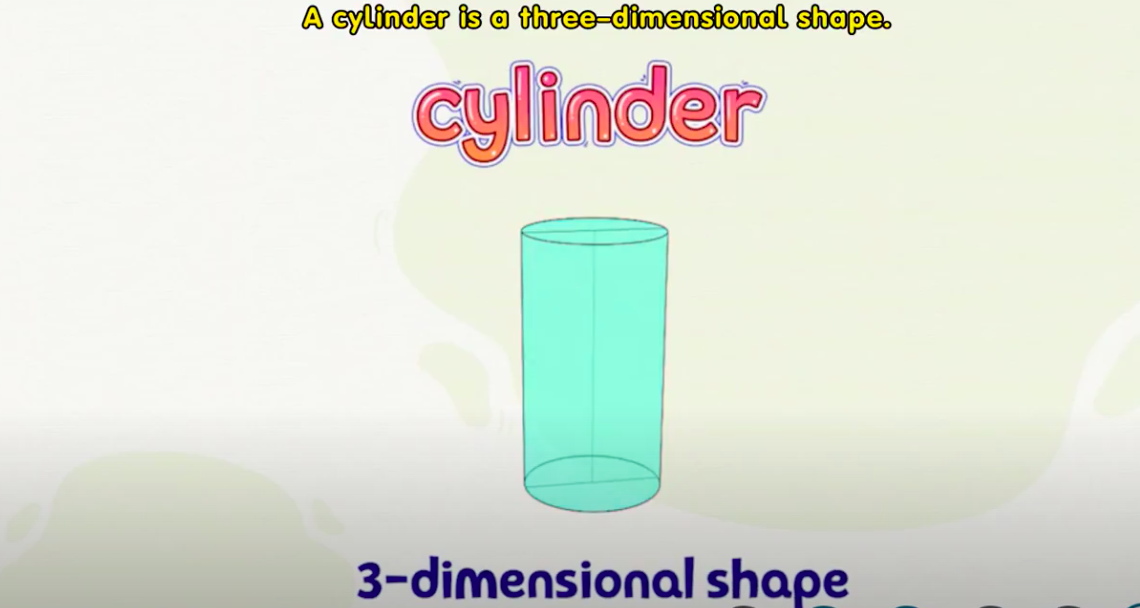 A cylinder is a three-dimensional shape.
cylinder
3-dimensional shape